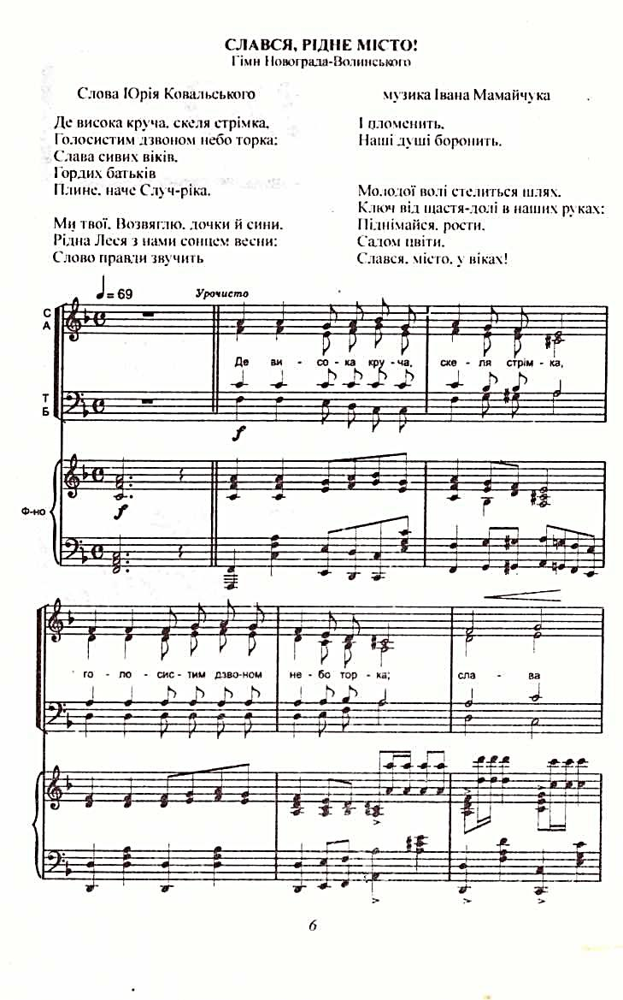 СЛАВСЯ, РІДНЕ МІСТО!
Гімн Новограда-Волинського
Слова Юрія Ковальського
музика Івана Мамайчука
Де висока круча, скеля стрімка,
Голосистим дзвоном небо торка;
Слава сивих віків,
Гордих батьків
Плине, наче Случ-ріка.
Ми твої, Возвяглю, дочки й сини,
Рідна Леся з нами сонцем весни;
Слово правди звучить
І пломенить,
Наші душі боронить.
Молодої волі стелиться шлях,
Ключ від щастя-долі в наших руках;
Піднімайся, рости,
Садом цвіти,
Слався, місто, у віках!
♩= 69 Урочисто
С
А
Де ви - со - ка кру - ча, ске - ля стрім - ка,
Т
Б
f
Ф-но
f
го - ло - сис - тим дзво-ном не - бо тор - ка; сла - ва
6